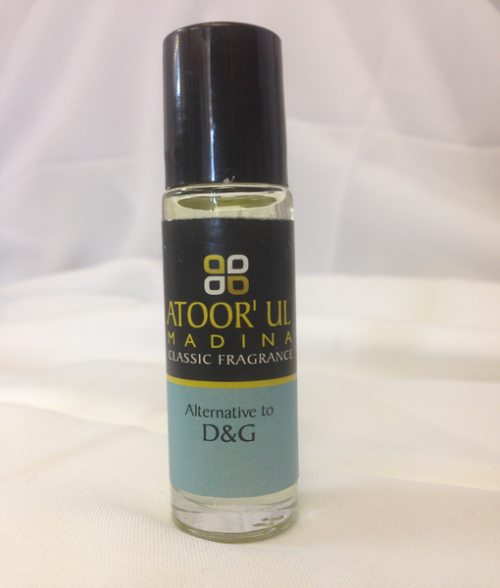 ATOOR' UL
MADINA
CLASSIC FRAGRANCE
Alternative to
D&G